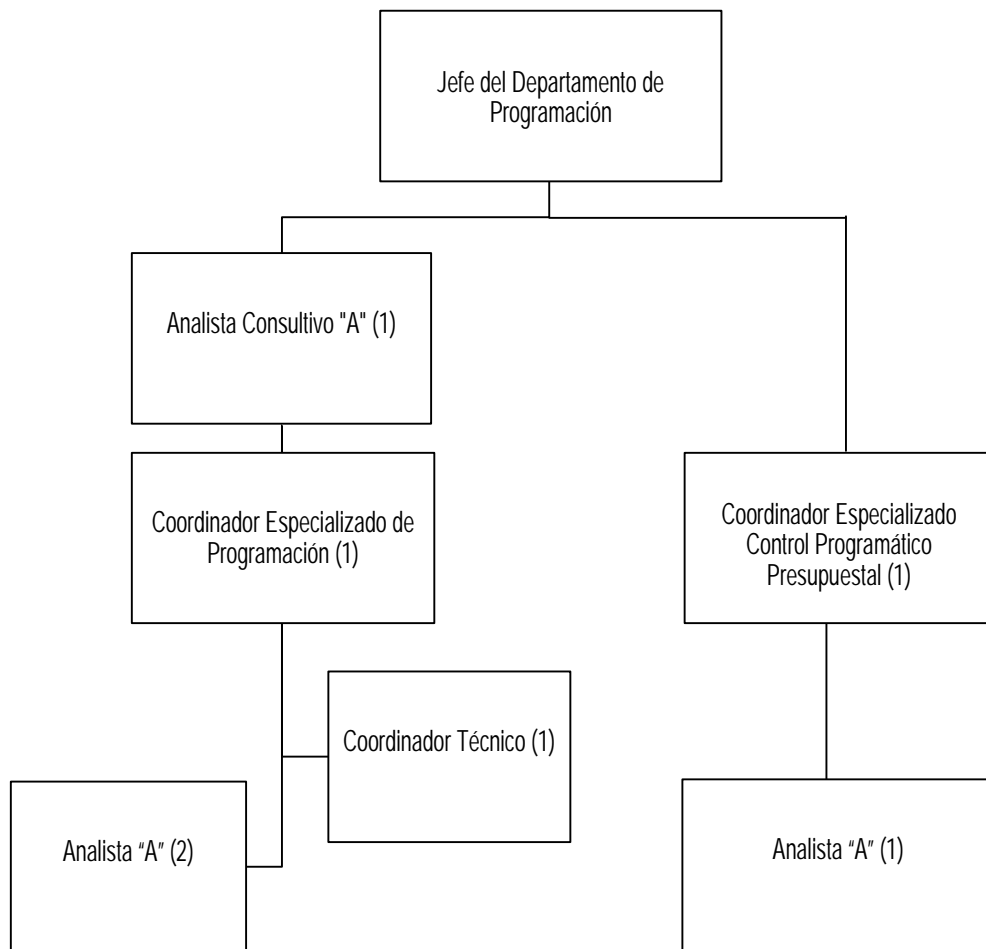 Jefe del Departamento de
Programación
Analista Consultivo "A" (1)
Coordinador Especializado de
Programación (1)
Coordinador Especializado
Control Programático
Presupuestal (1)
Coordinador Técnico (1)
Analista “A” (2)
Analista “A” (1)